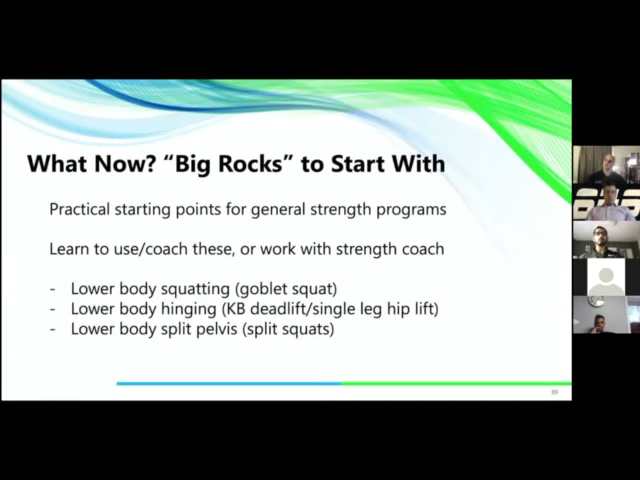 What Now? “Big Rocks” to Start With
Practical starting points for general strength programs
Learn to use/coach these, or work with strength coach
- Lower body squatting (goblet squat)
- Lower body hinging (KB deadlift/single leg hip lift)
- Lower body split pelvis (split squats)
39